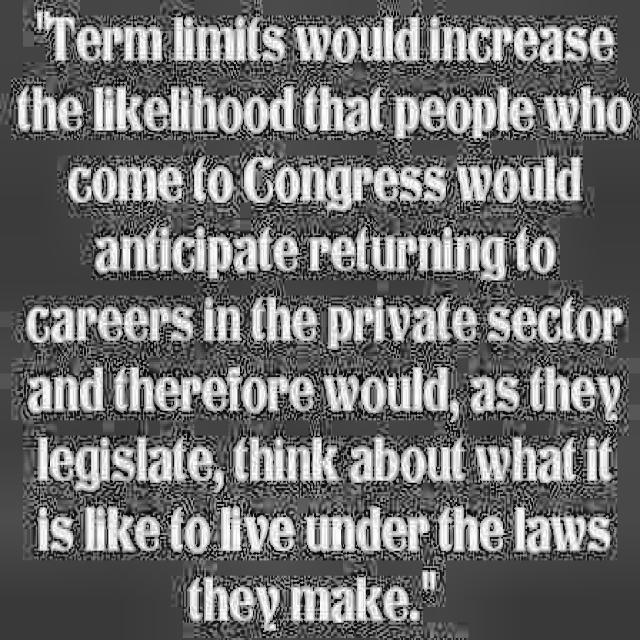 "Term limits would increase
the likelihood that people who
come to Congress would
anticipate returning to
careers in the private sector
and therefore would, as they
legislate, think about what it
is like to live under the laws
they make."